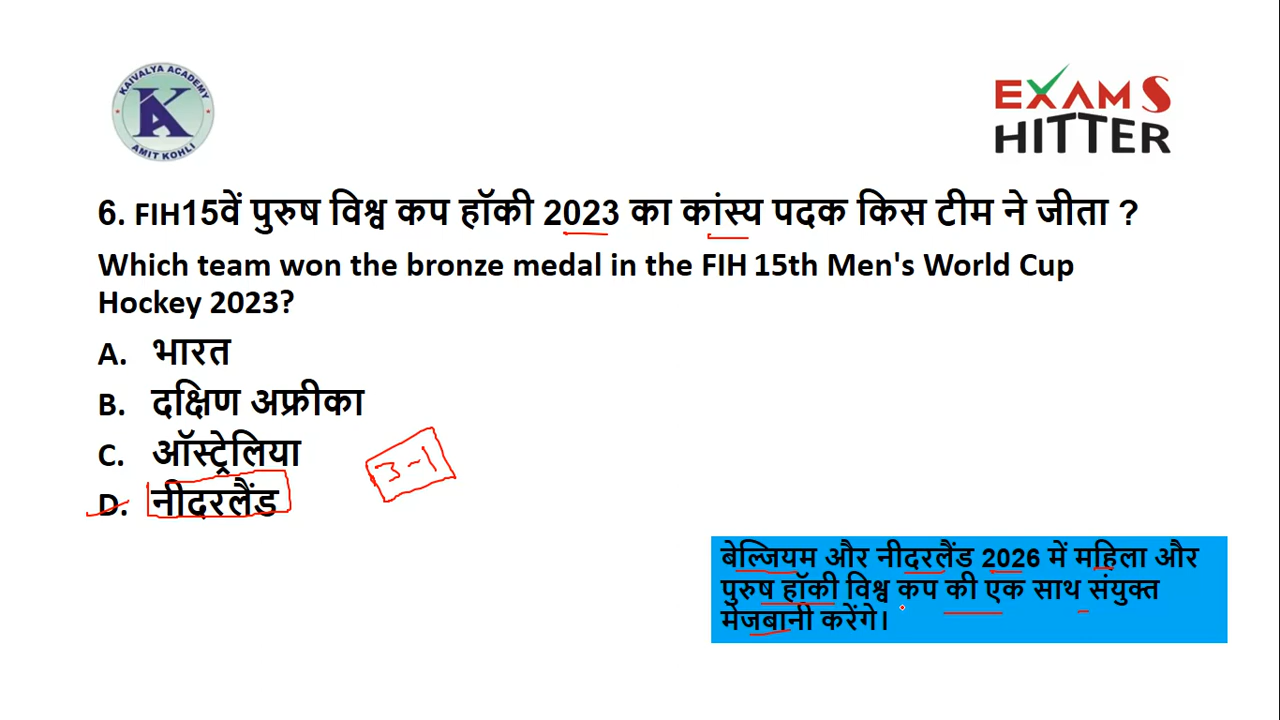 KAIVALYA ACADEMY
KA
AMIT KOHLI
EXAMS
HITTER
6. FIH15वें पुरुष विश्व कप हॉकी 2023 का कांस्य पदक किस टीम ने जीता ?
Which team won the bronze medal in the FIH 15th Men's World Cup
Hockey 2023?
A. भारत
B. दक्षिण अफ्रीका
C. ऑस्ट्रेलिया
3-1
D. नीदरलैंड
बेल्जियम और नीदरलैंड 2026 में महिला और
पुरुष हॉकी विश्व कप की एक साथ संयुक्त
मेजबानी करेंगे।